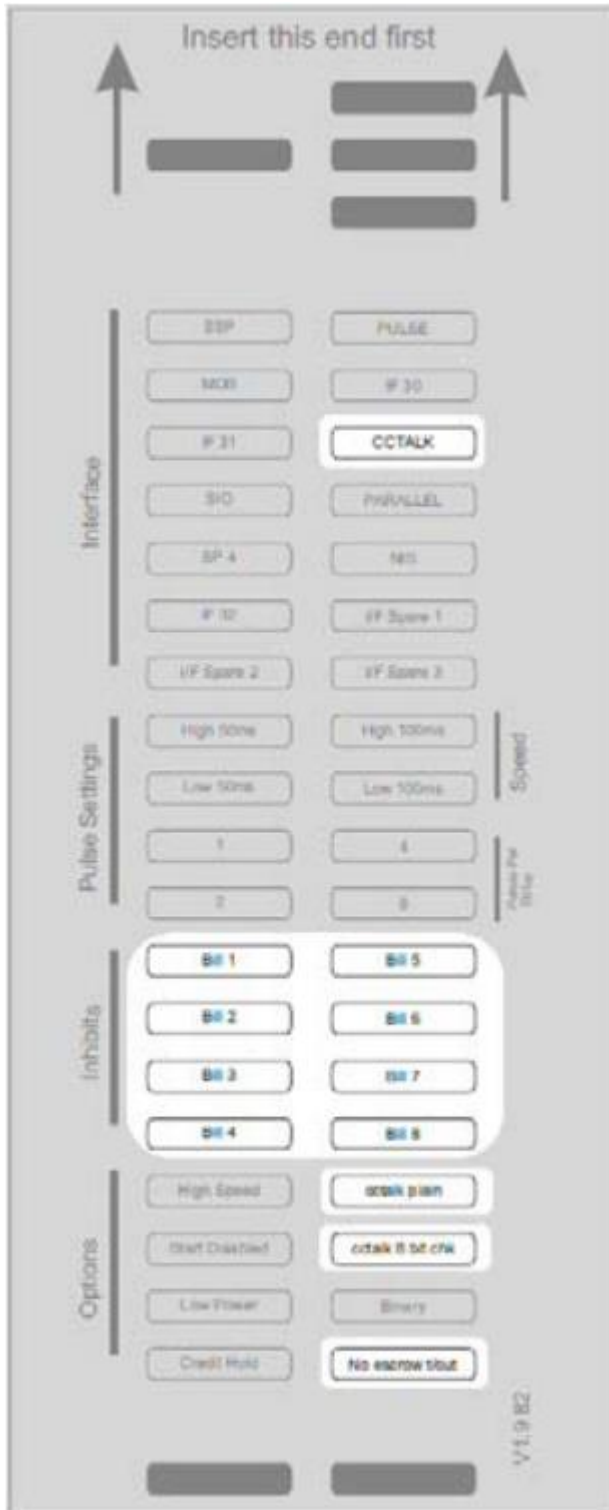 Insert this end first
Interface
SSP PULSE
MDB IF 30
IF 31 CCTALK
SIO PARALLEL
SP 4 NIS
IF 32 I/F Spare 1
I/F Spare 2 I/F Spare 3
Pulse Settings
High 50ms High 100ms
Low 50ms Low 100ms
Speed
1 4
2 8
Inhibits
Bill 1 Bill 5
Bill 2 Bill 6
Bill 3 Bill 7
Bill 4 Bill 8
Options
High Speed cctalk plain
Start Disabled cctalk 8 bit chk
Low Power Binary
Credit Hold No escrow t/out
V1.9 82